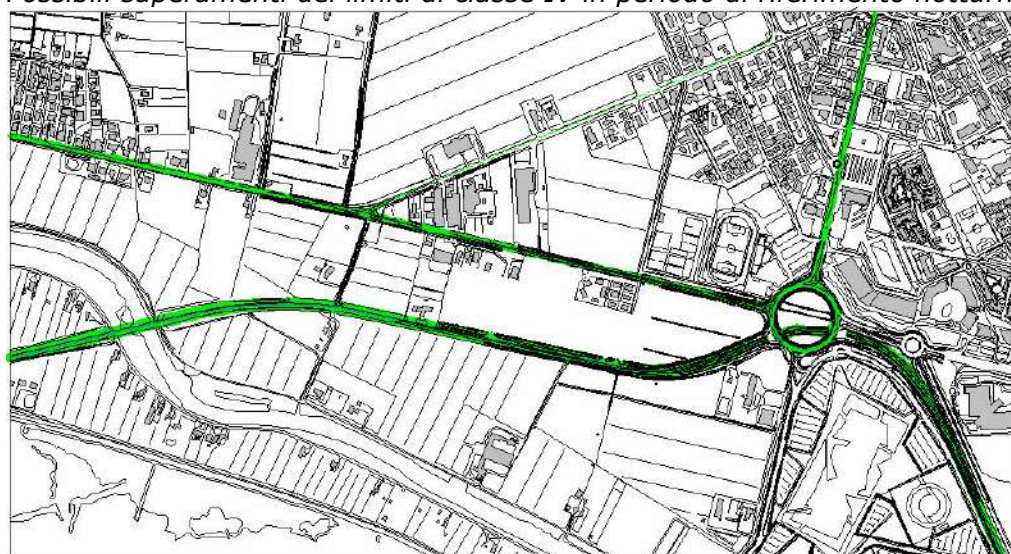 Possibili superamenti dei limiti di classe IV in periodo di riferimento